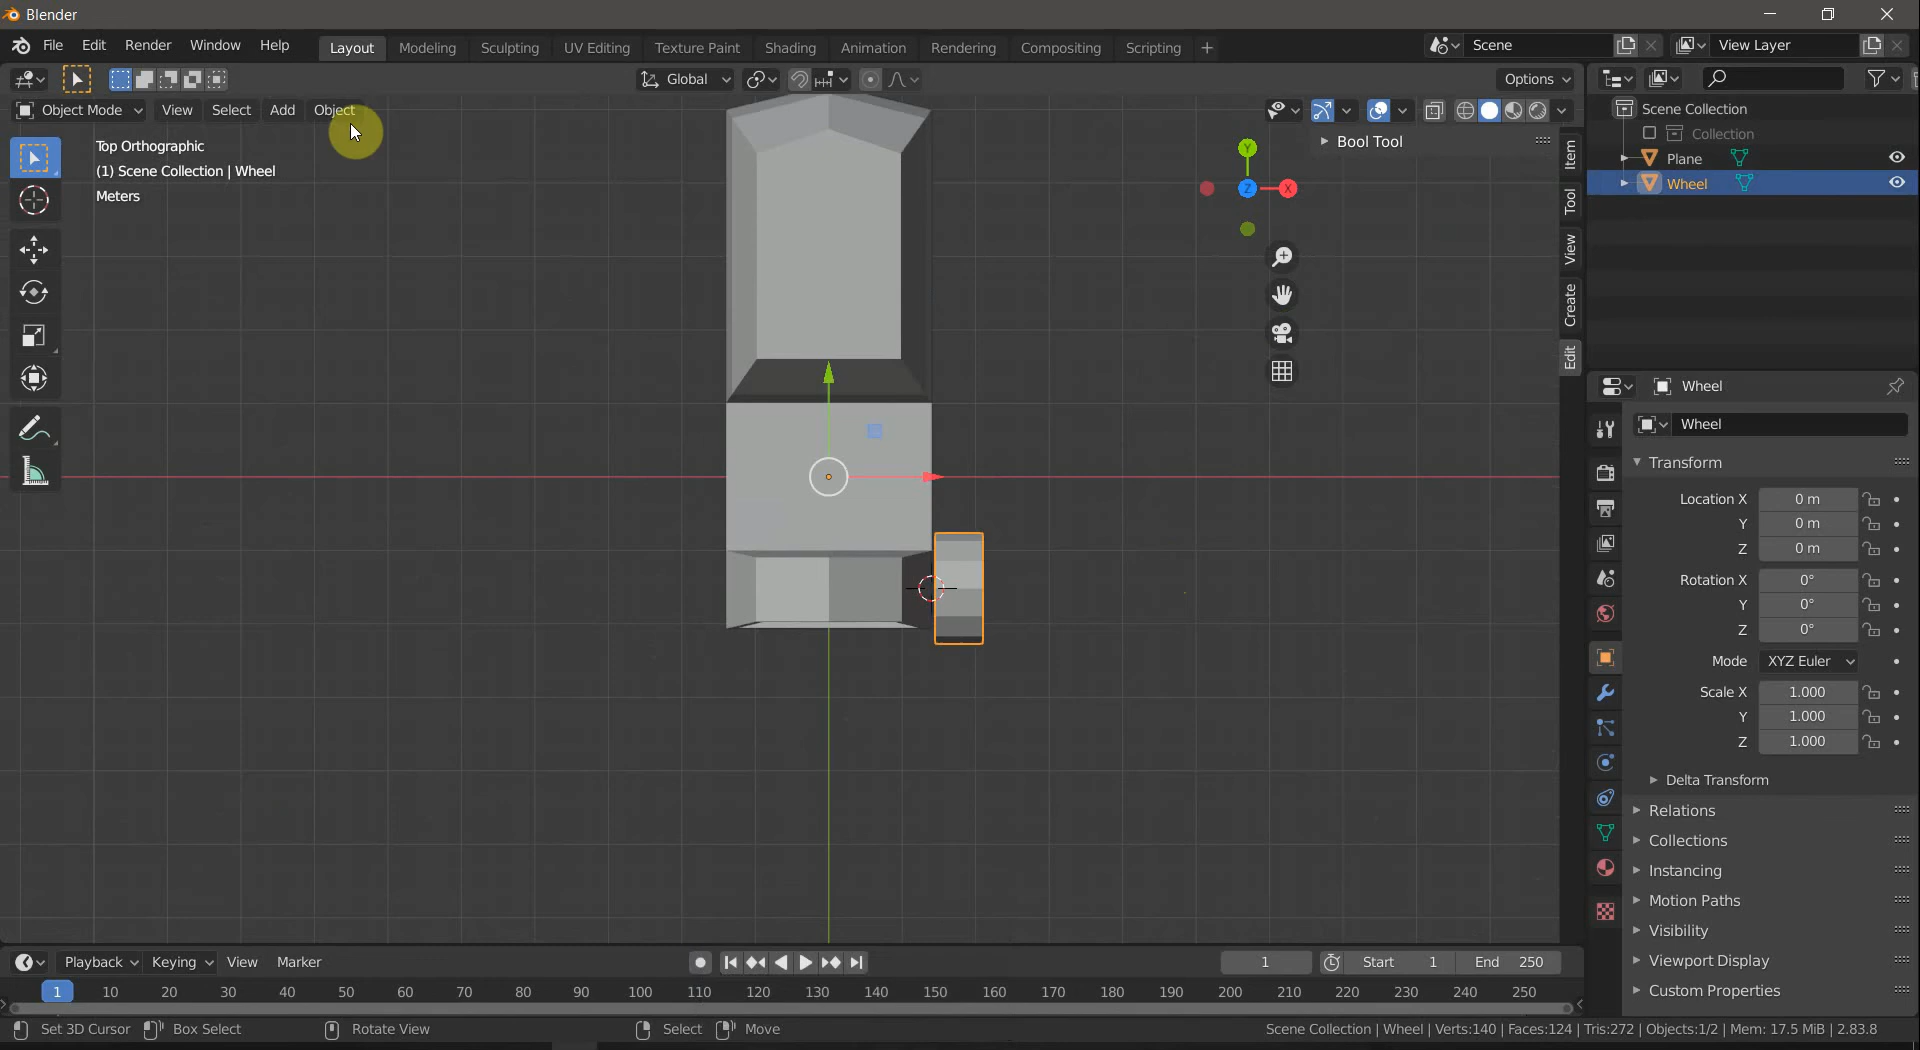 Blender
File Edit Render Window Help Layout Modeling Sculpting UV Editing Texture Paint Shading Animation Rendering Compositing Scripting + Scene View Layer
Global Options
Object Mode View Select Add Object
Top Orthographic
(1) Scene Collection | Wheel
Meters
Bool Tool
Y
Z
X
Item
Tool
View
Create
Edit
Scene Collection
Collection
Plane
Wheel
Wheel
Wheel
Transform
Location X 0 m
Y 0 m
Z 0 m
Rotation X 0°
Y 0°
Z 0°
Mode XYZ Euler
Scale X 1.000
Y 1.000
Z 1.000
Delta Transform
Relations
Collections
Instancing
Motion Paths
Visibility
Viewport Display
Custom Properties
Playback Keying View Marker 1 Start 1 End 250
1 10 20 30 40 50 60 70 80 90 100 110 120 130 140 150 160 170 180 190 200 210 220 230 240 250
Set 3D Cursor Box Select Rotate View Select Move Scene Collection | Wheel | Verts:140 | Faces:124 | Tris:272 | Objects:1/2 | Mem: 17.5 MiB | 2.83.8